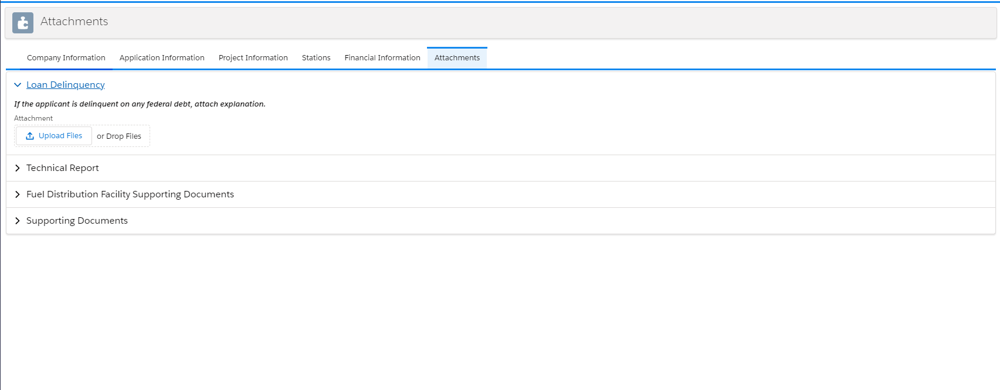 Attachments
Company Information Application Information Project Information Stations Financial Information Attachments
Loan Delinquency
If the applicant is delinquent on any federal debt, attach explanation.
Attachment
Upload Files or Drop Files
Technical Report
Fuel Distribution Facility Supporting Documents
Supporting Documents